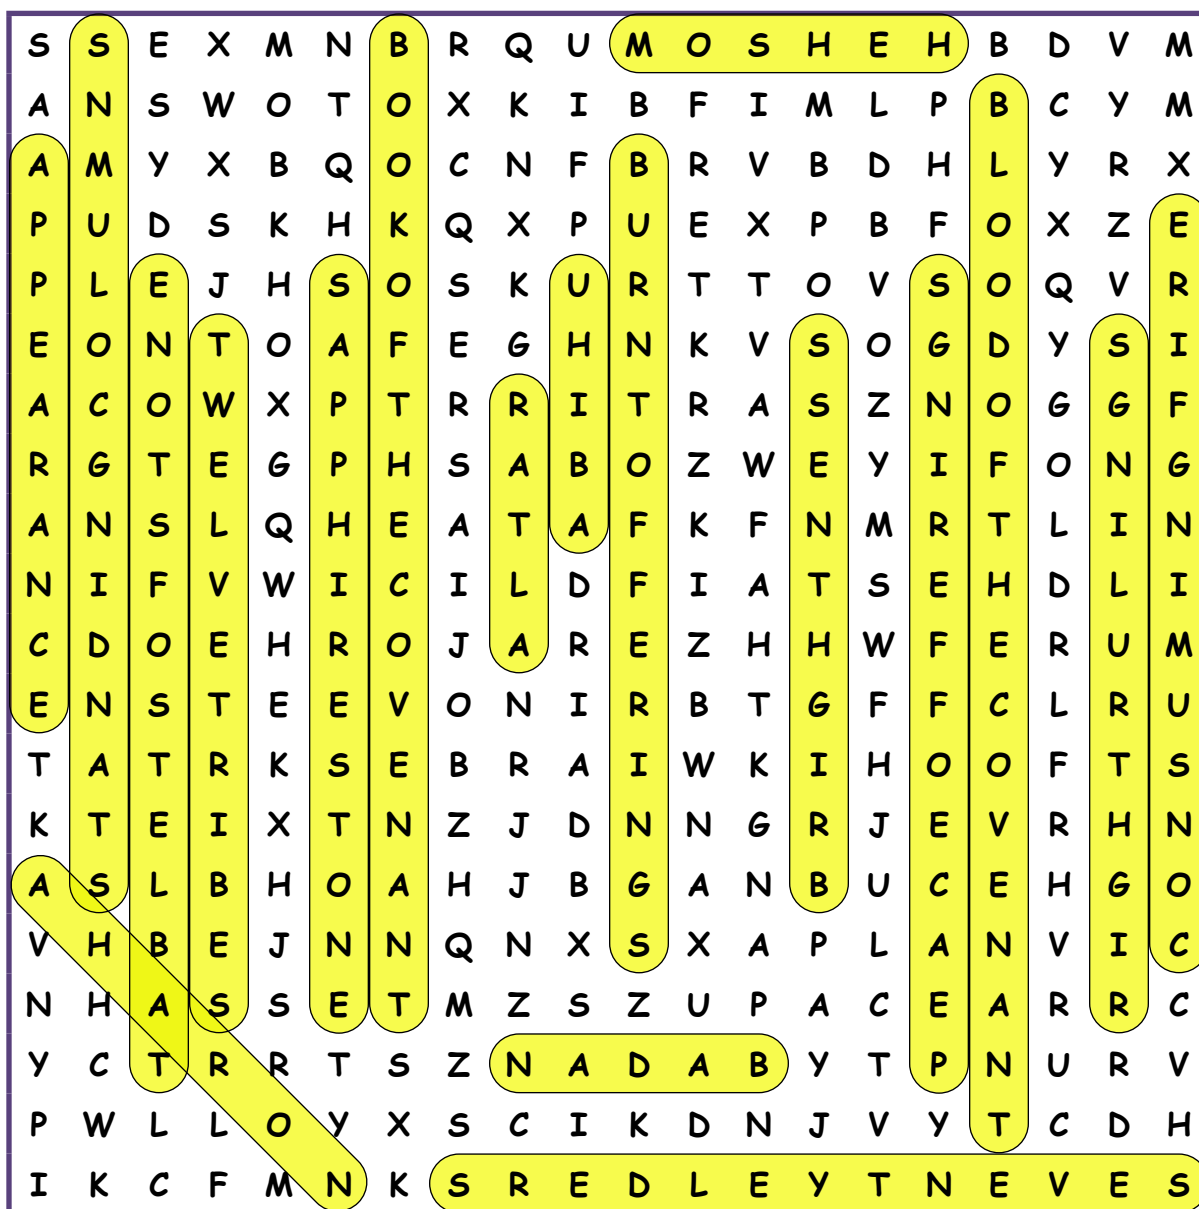 S S E X M N B R Q U M O S H E H B D V M
A N S W O T O X K I B F I M L P B C Y M
A M Y X B Q O C N F B R V B D H L Y R X
P U D S K H K Q X P U E X P B F O X Z E
P L E J H S O S K U R T T O V S O Q V R
E O N T O A F E G H N K V S O G D Y S I
A C O W X P T R R I T R A S Z N O G G F
R G T E G P H S A B O Z W E Y I F O N G
A N S L Q H E A T A F K F N M R T L I N
N I F V W I C I L D F I A T S E H D L I
C D O E H R O J A R E Z H H W F E R U M
E N S T E E V O N I R B T G F F C L R U
T A T R K S E B R A I W K I H O O F T S
K T E I X T N Z J D N N G R J E V R H N
A S L B H O A H J B G A N B U C E H G O
V H B E J N N Q N X S X A P L A N V I C
N H A S S E T M Z S Z U P A C E A R R C
Y C T R R T S Z N A D A B Y T P N U R V
P W L L O Y X S C I K D N J V Y T C D H
I K C F M N K S R E D L E Y T N E V E S